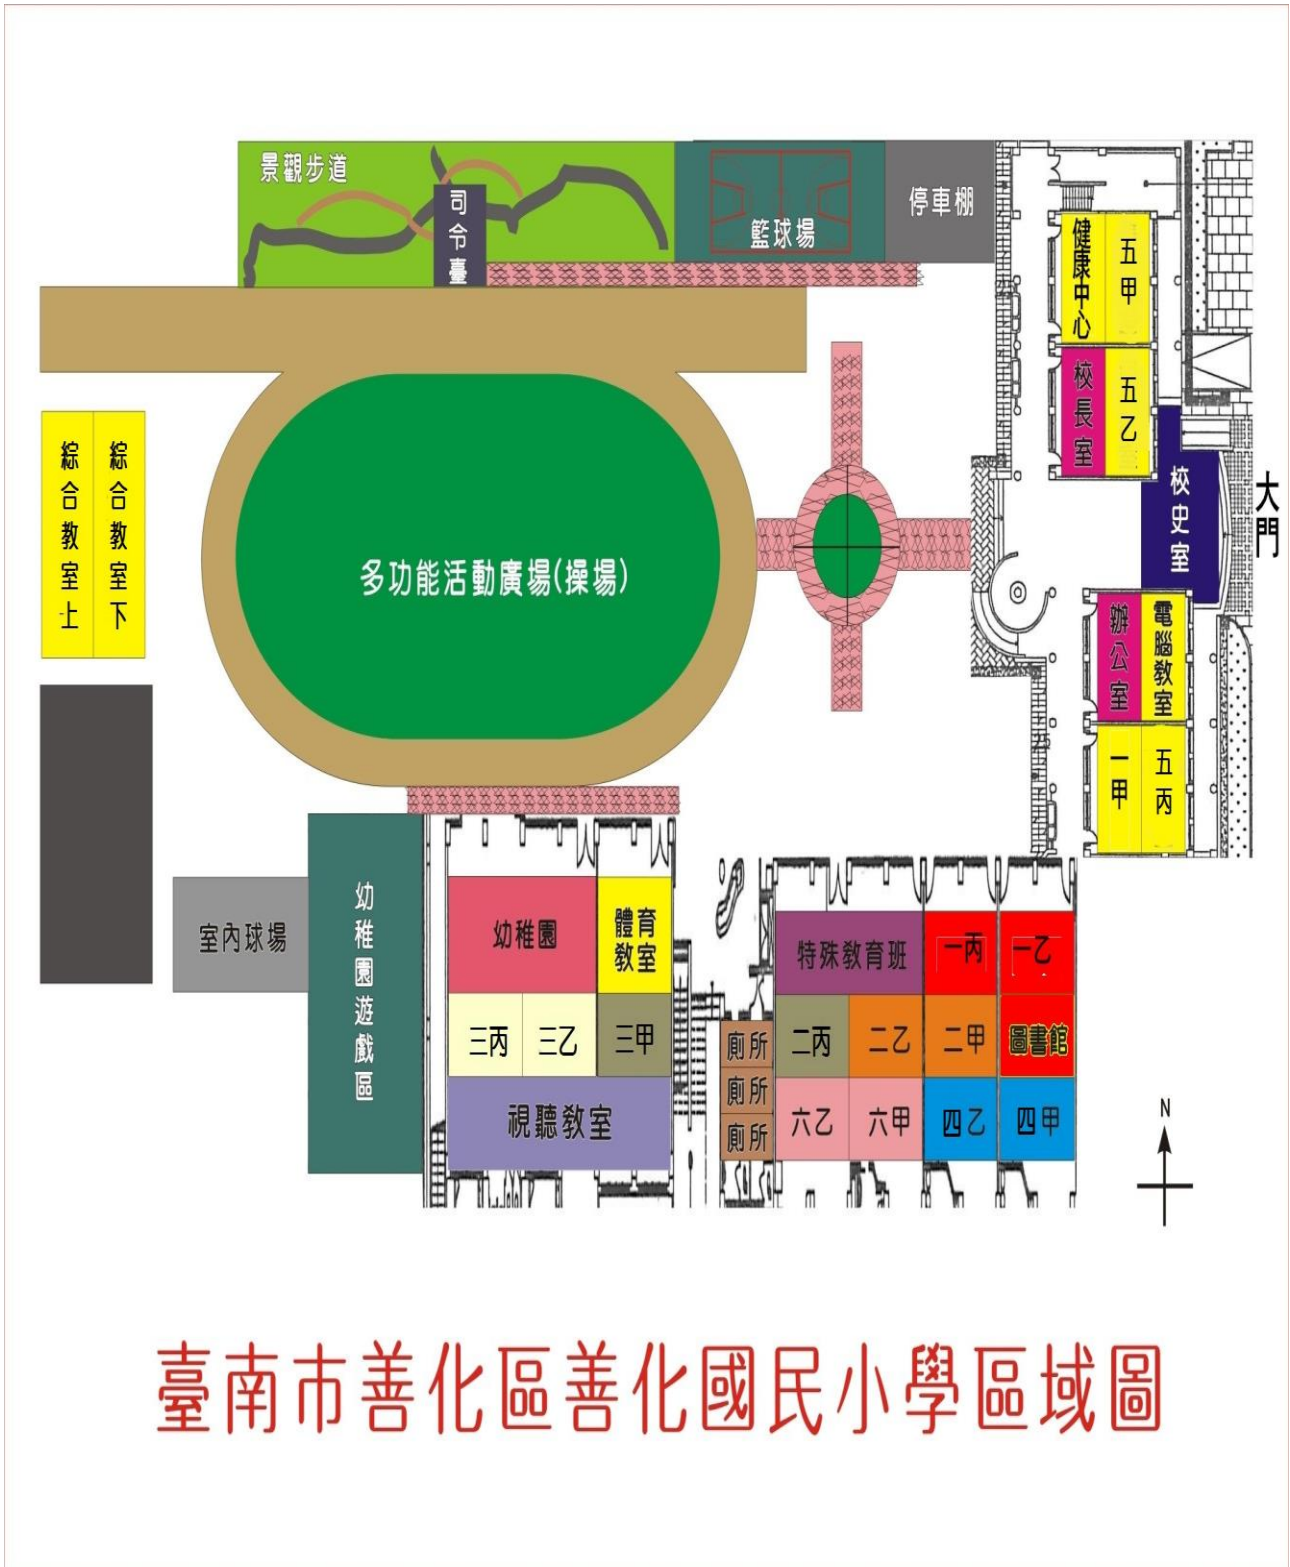 景觀步道
司令臺
籃球場
停車棚
健康中心
五甲
校長室
五乙
綜合教室上
綜合教室下
校史室
大門
多功能活動廣場(操場)
辦公室
電腦教室
一甲
五丙
幼稚園遊戲區
室內球場
幼稚園
體育
教室
特殊教育班
一丙
一乙
三丙
三乙
三甲
廁所
二丙
二乙
二甲
圖書館
廁所
視聽教室
廁所
六乙
六甲
四乙
四甲
N
臺南市善化區善化國民小學區域圖